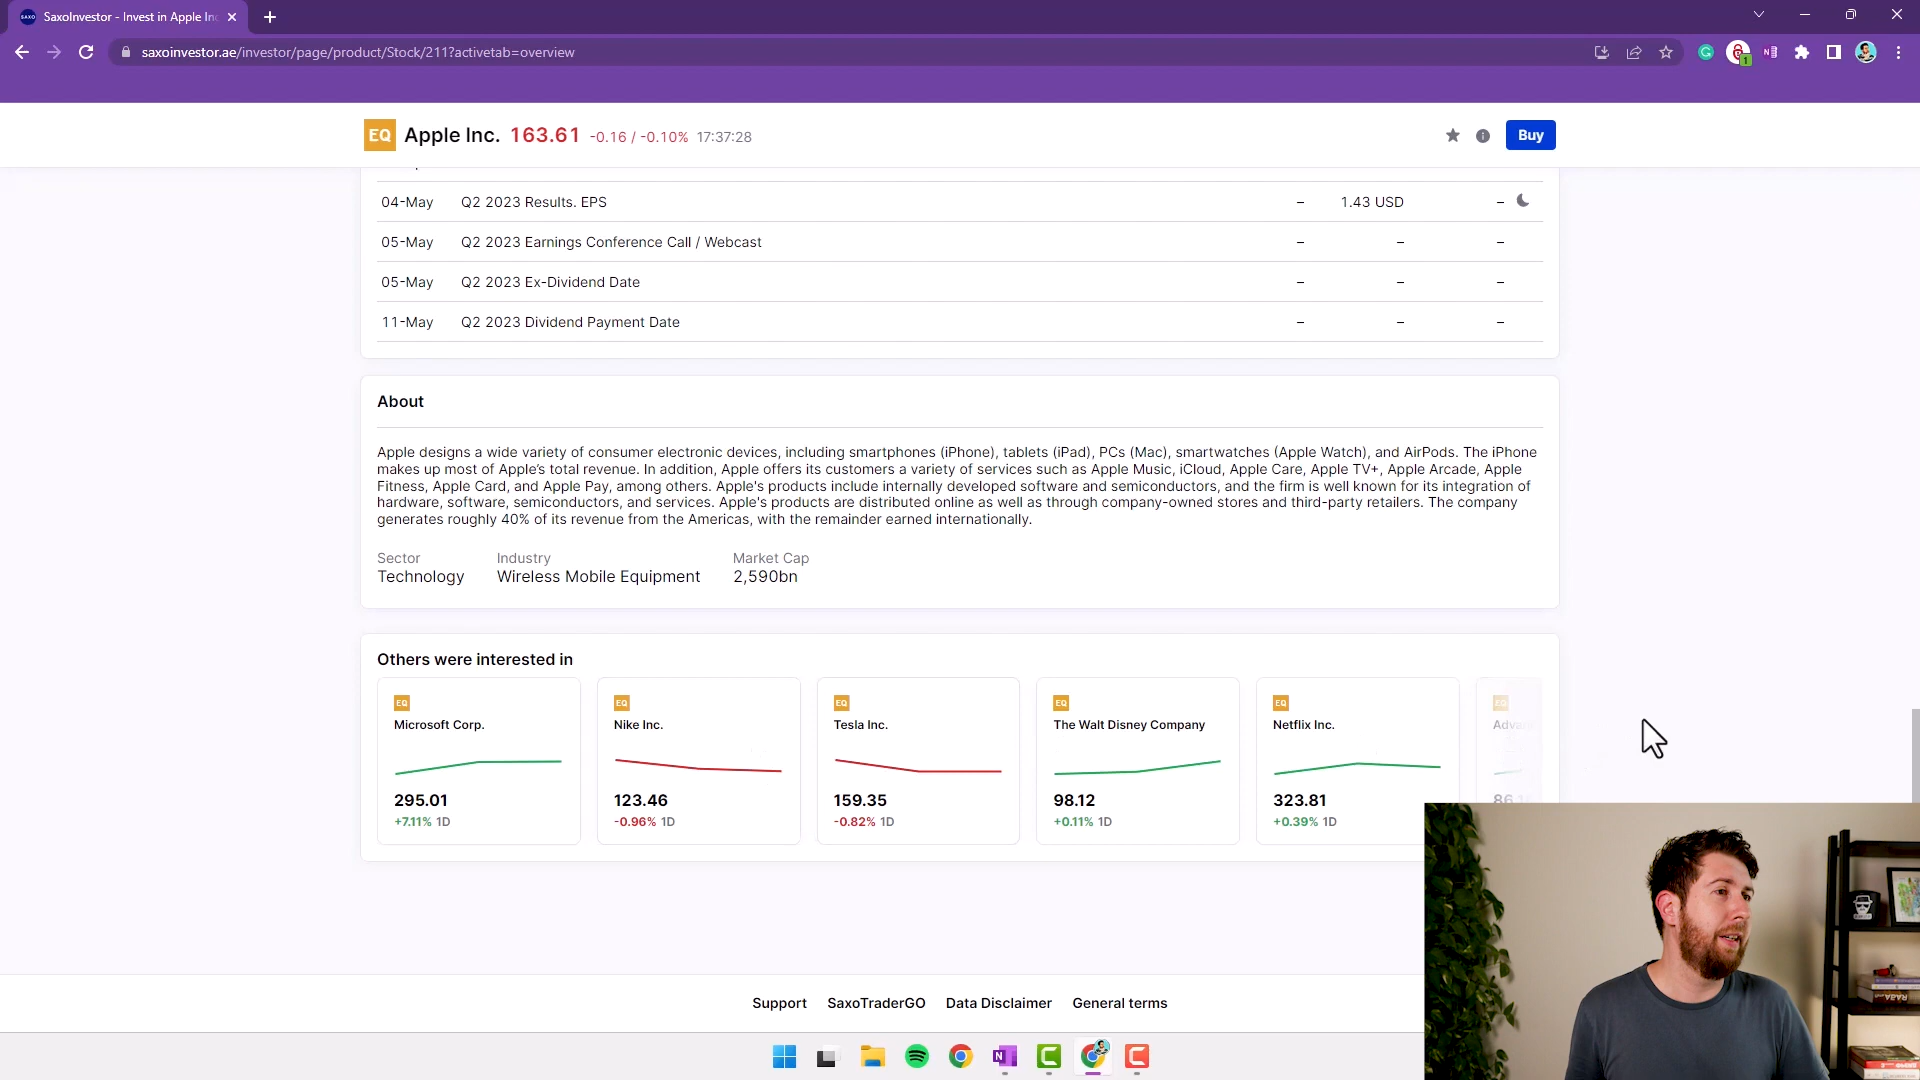 SaxoInvestor - Invest in Apple Inc
saxoinvestor.ae/investor/page/product/Stock/211?activetab=overview
EQ Apple Inc. 163.61 -0.16 / -0.10% 17:37:28
Buy
04-May Q2 2023 Results. EPS – 1.43 USD –
05-May Q2 2023 Earnings Conference Call / Webcast – – –
05-May Q2 2023 Ex-Dividend Date – – –
11-May Q2 2023 Dividend Payment Date – – –
About
Apple designs a wide variety of consumer electronic devices, including smartphones (iPhone), tablets (iPad), PCs (Mac), smartwatches (Apple Watch), and AirPods. The iPhone
makes up most of Apple's total revenue. In addition, Apple offers its customers a variety of services such as Apple Music, iCloud, Apple Care, Apple TV+, Apple Arcade, Apple
Fitness, Apple Card, and Apple Pay, among others. Apple's products include internally developed software and semiconductors, and the firm is well known for its integration of
hardware, software, semiconductors, and services. Apple's products are distributed online as well as through company-owned stores and third-party retailers. The company
generates roughly 40% of its revenue from the Americas, with the remainder earned internationally.
Sector Industry Market Cap
Technology Wireless Mobile Equipment 2,590bn
Others were interested in
EQ EQ EQ EQ EQ EQ
Microsoft Corp. Nike Inc. Tesla Inc. The Walt Disney Company Netflix Inc.
295.01 123.46 159.35 98.12 323.81
+7.11% 1D -0.96% 1D -0.82% 1D +0.11% 1D +0.39% 1D
Support SaxoTraderGO Data Disclaimer General terms